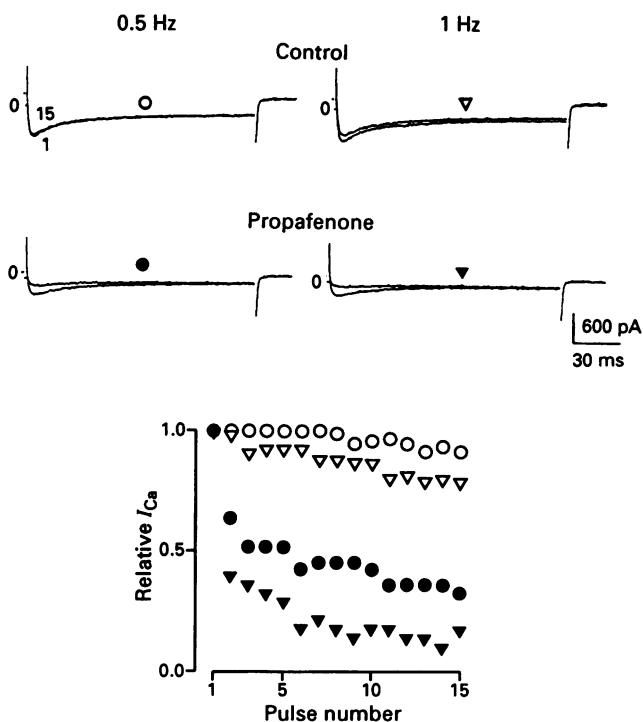 0.5 Hz
1 Hz
Control
0
15
1
0
Propafenone
0
0
600 pA
30 ms
1.0
0.5
0.0
Relative ICa
1
5
10
15
Pulse number